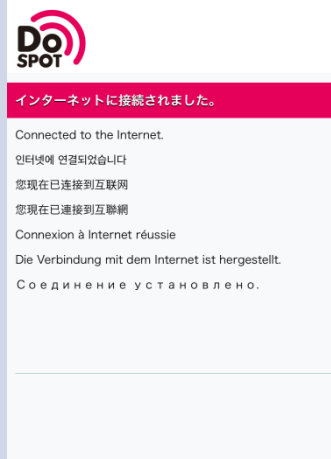 Do
SPOT
インターネットに接続されました。
Connected to the Internet.
인터넷에 연결되었습니다
您現在已连接到互联网
您現在已連接到互聯網
Connexion à Internet réussie
Die Verbindung mit dem Internet ist hergestellt.
Соединение установлено.